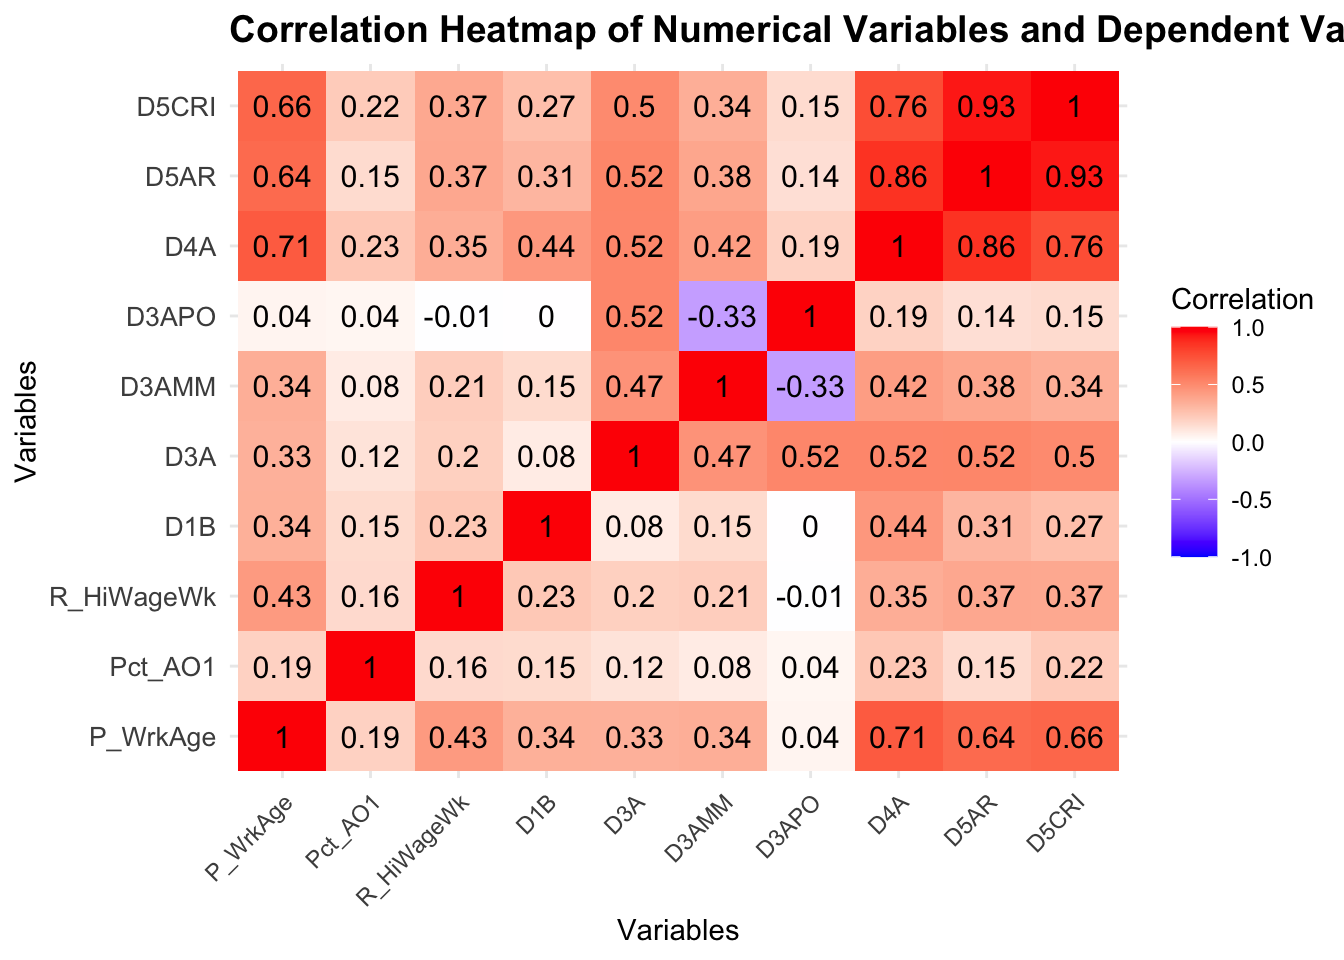 Correlation Heatmap of Numerical Variables and Dependent Va
D5CRI 0.66 0.22 0.37 0.27 0.5 0.34 0.15 0.76 0.93 1
D5AR 0.64 0.15 0.37 0.31 0.52 0.38 0.14 0.86 1 0.93
D4A 0.71 0.23 0.35 0.44 0.52 0.42 0.19 1 0.86 0.76
D3APO 0.04 0.04 -0.01 0 0.52 -0.33 1 0.19 0.14 0.15
D3AMM 0.34 0.08 0.21 0.15 0.47 1 -0.33 0.42 0.38 0.34
D3A 0.33 0.12 0.2 0.08 1 0.47 0.52 0.52 0.52 0.5
D1B 0.34 0.15 0.23 1 0.08 0.15 0 0.44 0.31 0.27
R_HiWageWk 0.43 0.16 1 0.23 0.2 0.21 -0.01 0.35 0.37 0.37
Pct_AO1 0.19 1 0.16 0.15 0.12 0.08 0.04 0.23 0.15 0.22
P_WrkAge 1 0.19 0.43 0.34 0.33 0.34 0.04 0.71 0.64 0.66
P_WrkAge Pct_AO1 R_HiWageWk D1B D3A D3AMM D3APO D4A D5AR D5CRI
Variables
Variables
Correlation
1.0
0.5
0.0
-0.5
-1.0